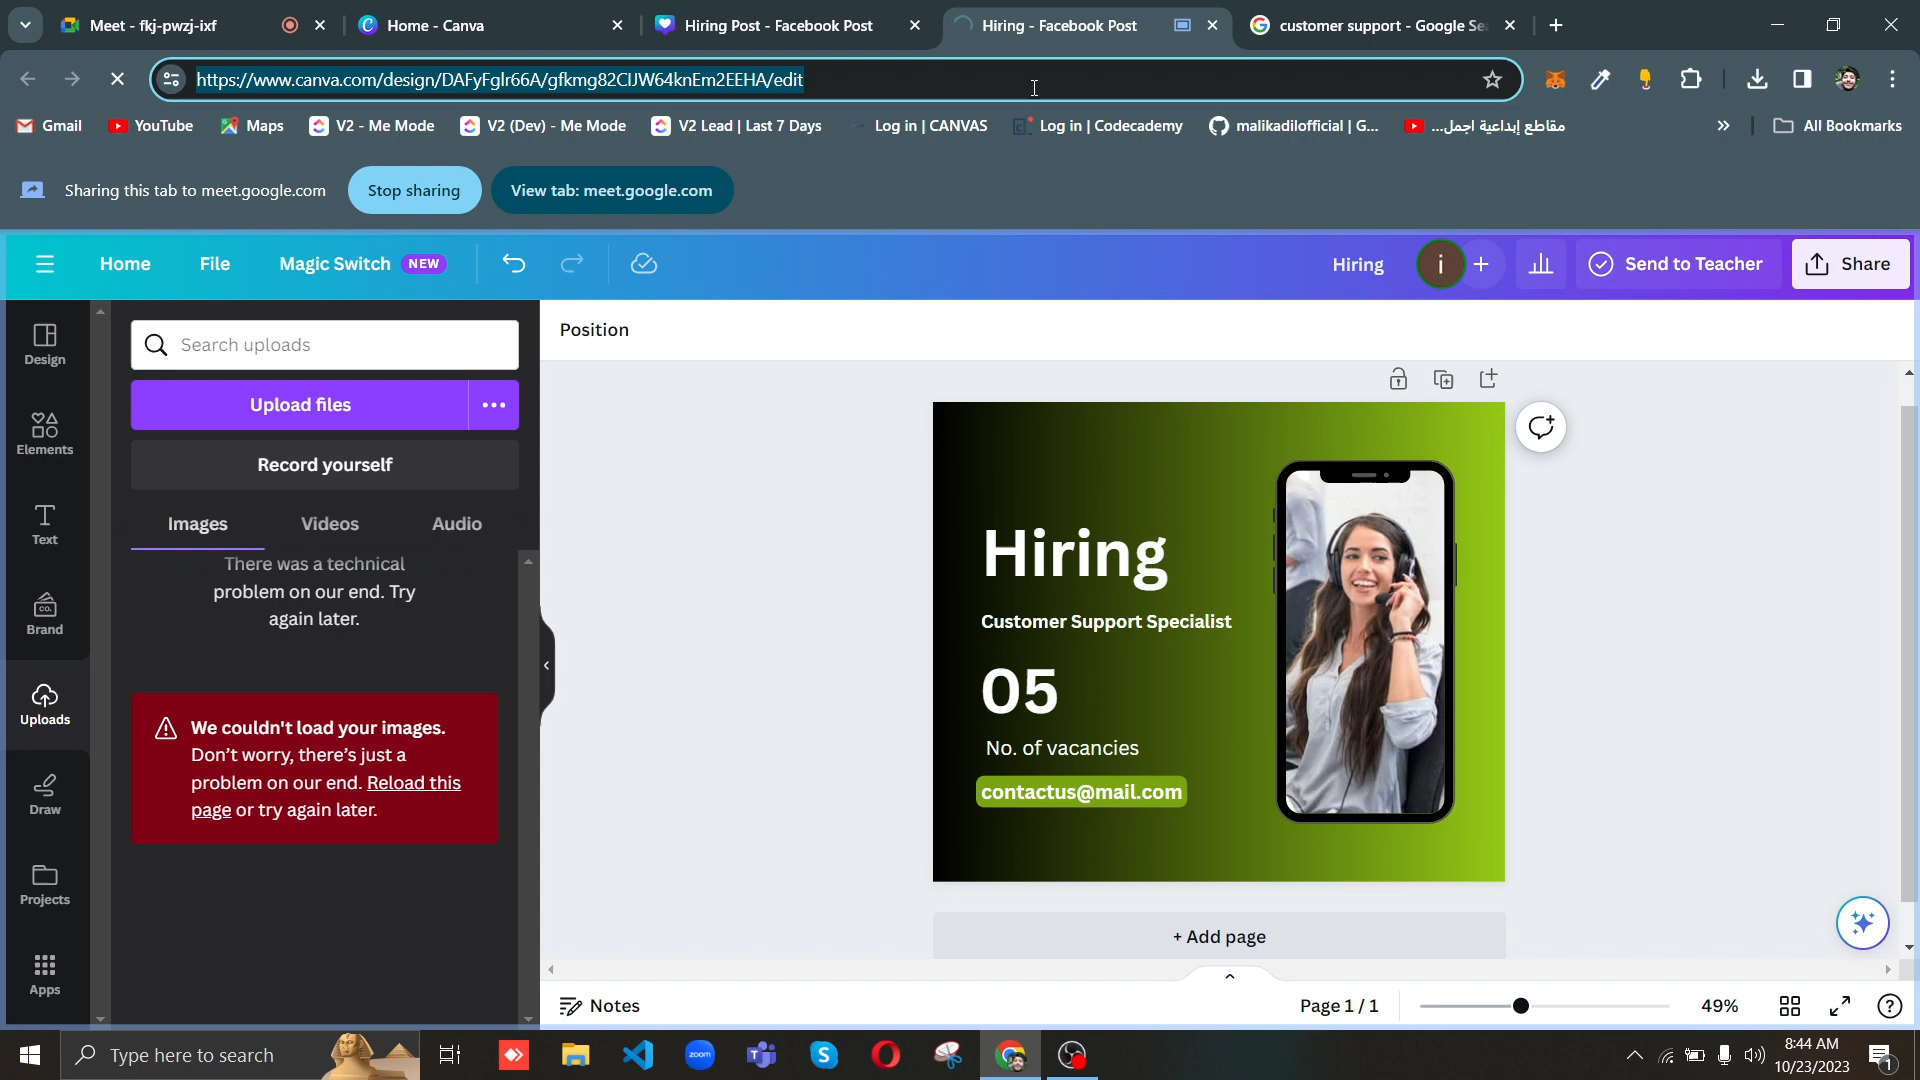 Meet - fkj-pwzj-ixf
Home - Canva
Hiring Post - Facebook Post
Hiring - Facebook Post
customer support - Google Se
https://www.canva.com/design/DAFyFgIr66A/gfkmg82ClJW64knEm2EEHA/edit
Gmail
YouTube
Maps
V2 - Me Mode
V2 (Dev) - Me Mode
V2 Lead | Last 7 Days
Log in | CANVAS
Log in | Codecademy
malikadilofficial | G...
مقاطع إبداعية اجمل...
»
All Bookmarks
Sharing this tab to meet.google.com
Stop sharing
View tab: meet.google.com
Home
File
Magic Switch NEW
Hiring
i
Send to Teacher
Share
Design
Elements
Text
Brand
Uploads
Draw
Projects
Apps
Search uploads
Upload files
Record yourself
Images
Videos
Audio
There was a technical
problem on our end. Try
again later.
We couldn't load your images.
Don't worry, there's just a
problem on our end. Reload this
page or try again later.
Position
Hiring
Customer Support Specialist
05
No. of vacancies
contactus@mail.com
+ Add page
Notes
Page 1 / 1
49%
Type here to search
zoom
8:44 AM
10/23/2023
1